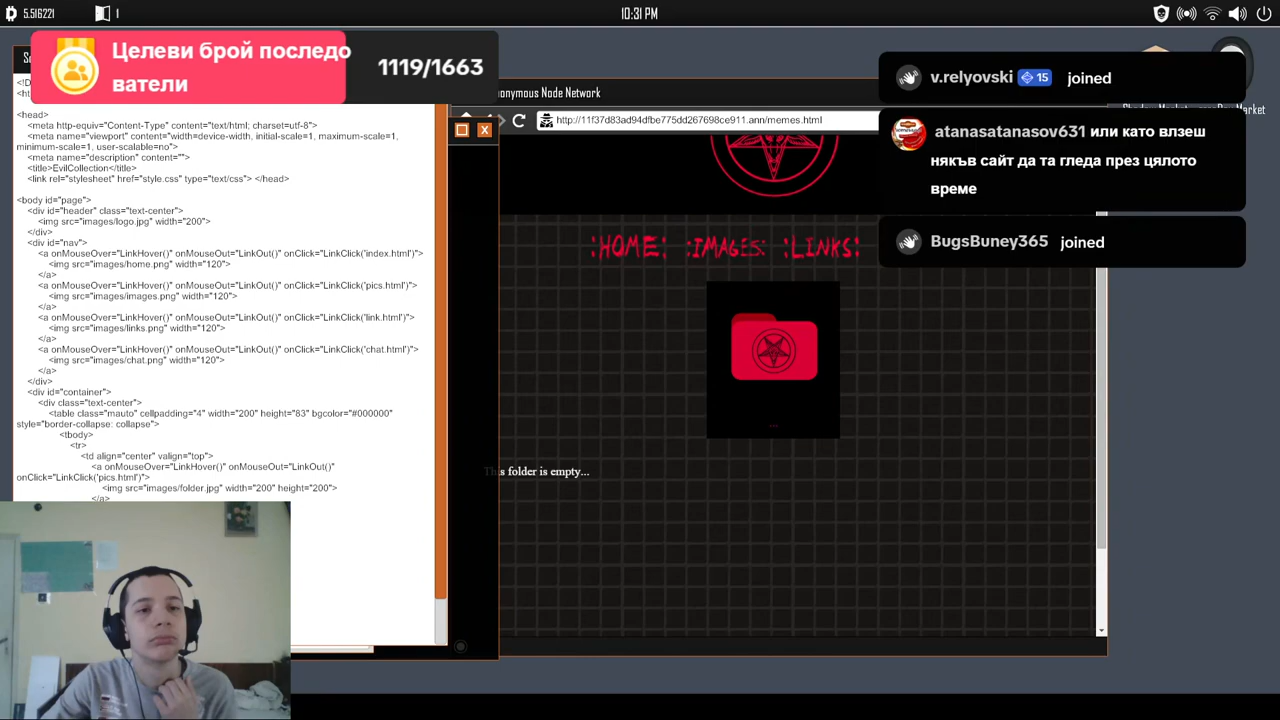 5.516221
1
10:31 PM
Целеви брой последо
ватели
1119/1663
v.relyovski 15 joined
atanasatanasov631 или като влзеш
някъв сайт да та гледа през цялото
време
BugsBuney365 joined
nonymous Node Network
http://11f37d83ad94dfbe775dd267698ce911.ann/memes.html
<head>
<meta http-equiv="Content-Type" content="text/html; charset=utf-8">
<meta name="viewport" content="width=device-width, initial-scale=1, maximum-scale=1,
minimum-scale=1, user-scalable=no">
<meta name="description" content="">
<title>EvilCollection</title>
<link rel="stylesheet" href="style.css" type="text/css"> </head>
<body id="page">
<div id="header" class="text-center">
<img src="images/logo.jpg" width="200">
</div>
<div id="nav">
<a onMouseOver="LinkHover()" onMouseOut="LinkOut()" onClick="LinkClick('index.html')">
<img src="images/home.png" width="120">
</a>
<a onMouseOver="LinkHover()" onMouseOut="LinkOut()" onClick="LinkClick('pics.html')">
<img src="images/images.png" width="120">
</a>
<a onMouseOver="LinkHover()" onMouseOut="LinkOut()" onClick="LinkClick('link.html')">
<img src="images/links.png" width="120">
</a>
<a onMouseOver="LinkHover()" onMouseOut="LinkOut()" onClick="LinkClick('chat.html')">
<img src="images/chat.png" width="120">
</a>
</div>
<div id="container">
<div class="text-center">
<table class="mauto" cellpadding="4" width="200" height="83" bgcolor="#000000"
style="border-collapse: collapse">
<tbody>
<tr>
<td align="center" valign="top">
<a onMouseOver="LinkHover()" onMouseOut="LinkOut()"
onClick="LinkClick('pics.html')">
<img src="images/folder.jpg" width="200" height="200">
</a>
:HOME: :IMAGES: :LINKS:
...
This folder is empty...